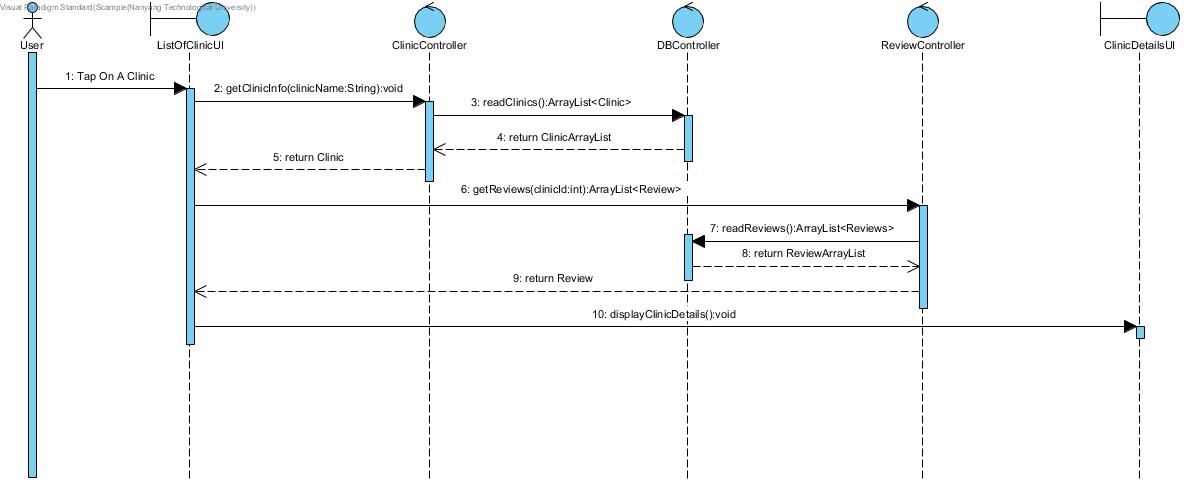 Visual Paradigm Standard(Scampie(Nanyang Technological University))
User
ListOfClinicUI
ClinicController
DBController
ReviewController
ClinicDetailsUI
1: Tap On A Clinic
2: getClinicInfo(clinicName:String):void
3: readClinics():ArrayList<Clinic>
4: return ClinicArrayList
5: return Clinic
6: getReviews(clinicId:int):ArrayList<Review>
7: readReviews():ArrayList<Reviews>
8: return ReviewArrayList
9: return Review
10: displayClinicDetails():void